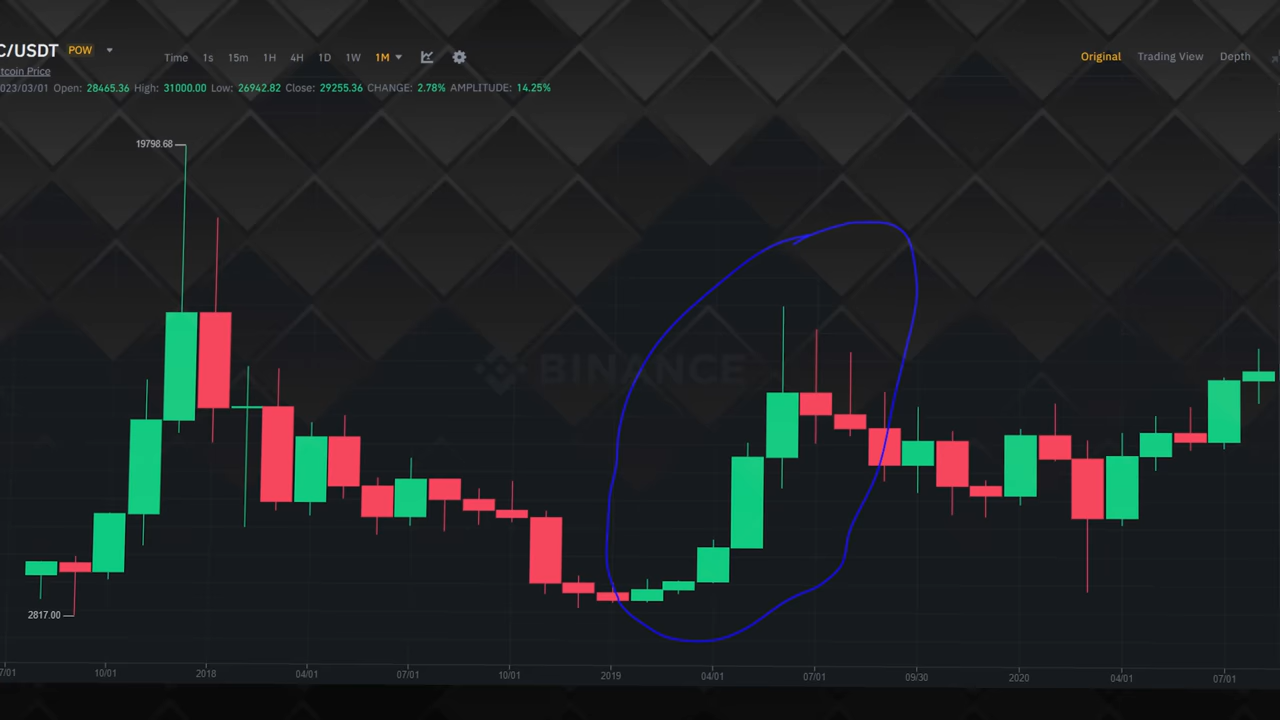 C/USDT POW
Time 1s 15m 1H 4H 1D 1W 1M Original Trading View Depth
tcoin Price
023/03/01 Open: 28465.36 High: 31000.00 Low: 26942.82 Close: 29255.36 CHANGE: 2.78% AMPLITUDE: 14.25%
19798.68
BINANCE
2817.00
7/01 10/01 2018 04/01 07/01 10/01 2019 04/01 07/01 09/30 2020 04/01 07/01